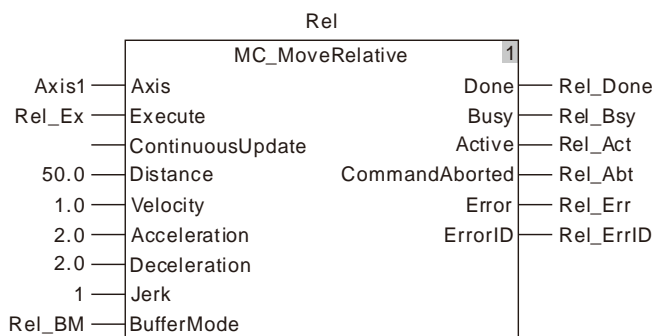 Rel
MC_MoveRelative 1
Axis1 Axis Done Rel_Done
Rel_Ex Execute Busy Rel_Bsy
ContinuousUpdate Active Rel_Act
50.0 Distance CommandAborted Rel_Abt
1.0 Velocity Error Rel_Err
2.0 Acceleration ErrorID Rel_ErrID
2.0 Deceleration
1 Jerk
Rel_BM BufferMode